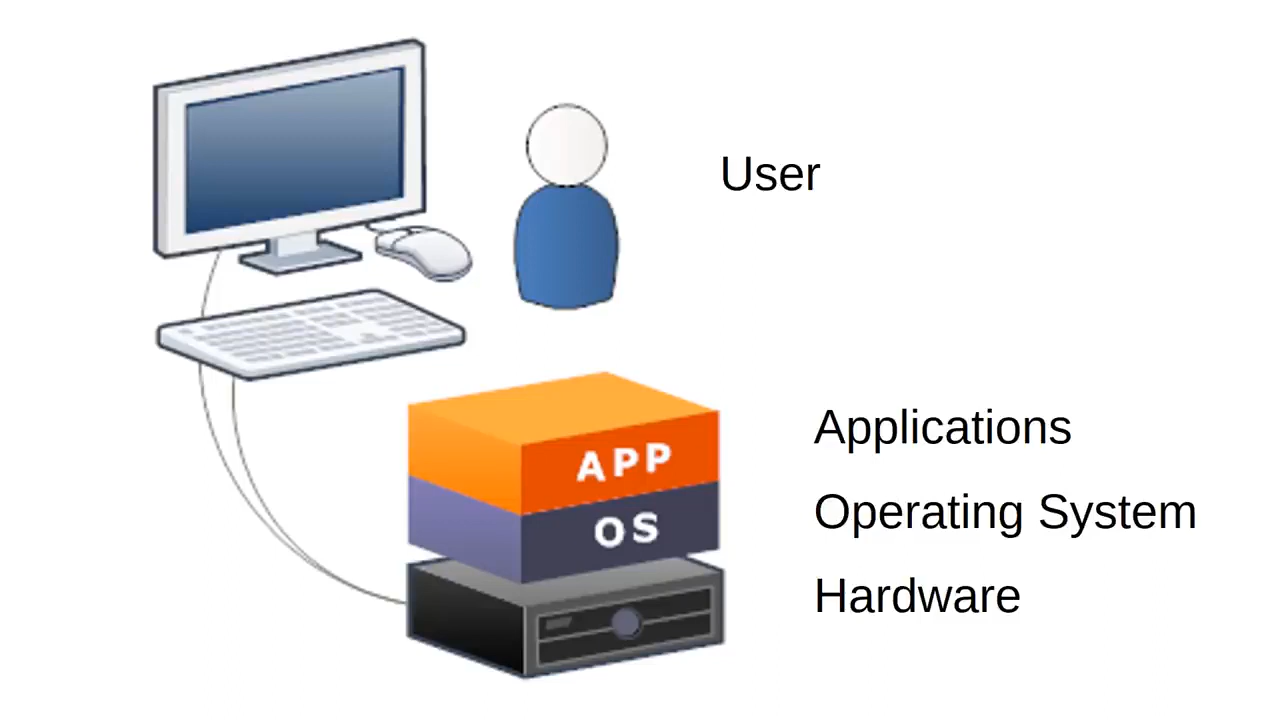 User
APP
Applications
OS
Operating System
Hardware